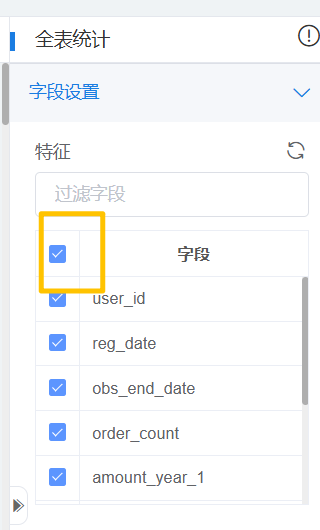 全表统计
字段设置
特征
过滤字段
字段
user_id
reg_date
obs_end_date
order_count
amount_year_1